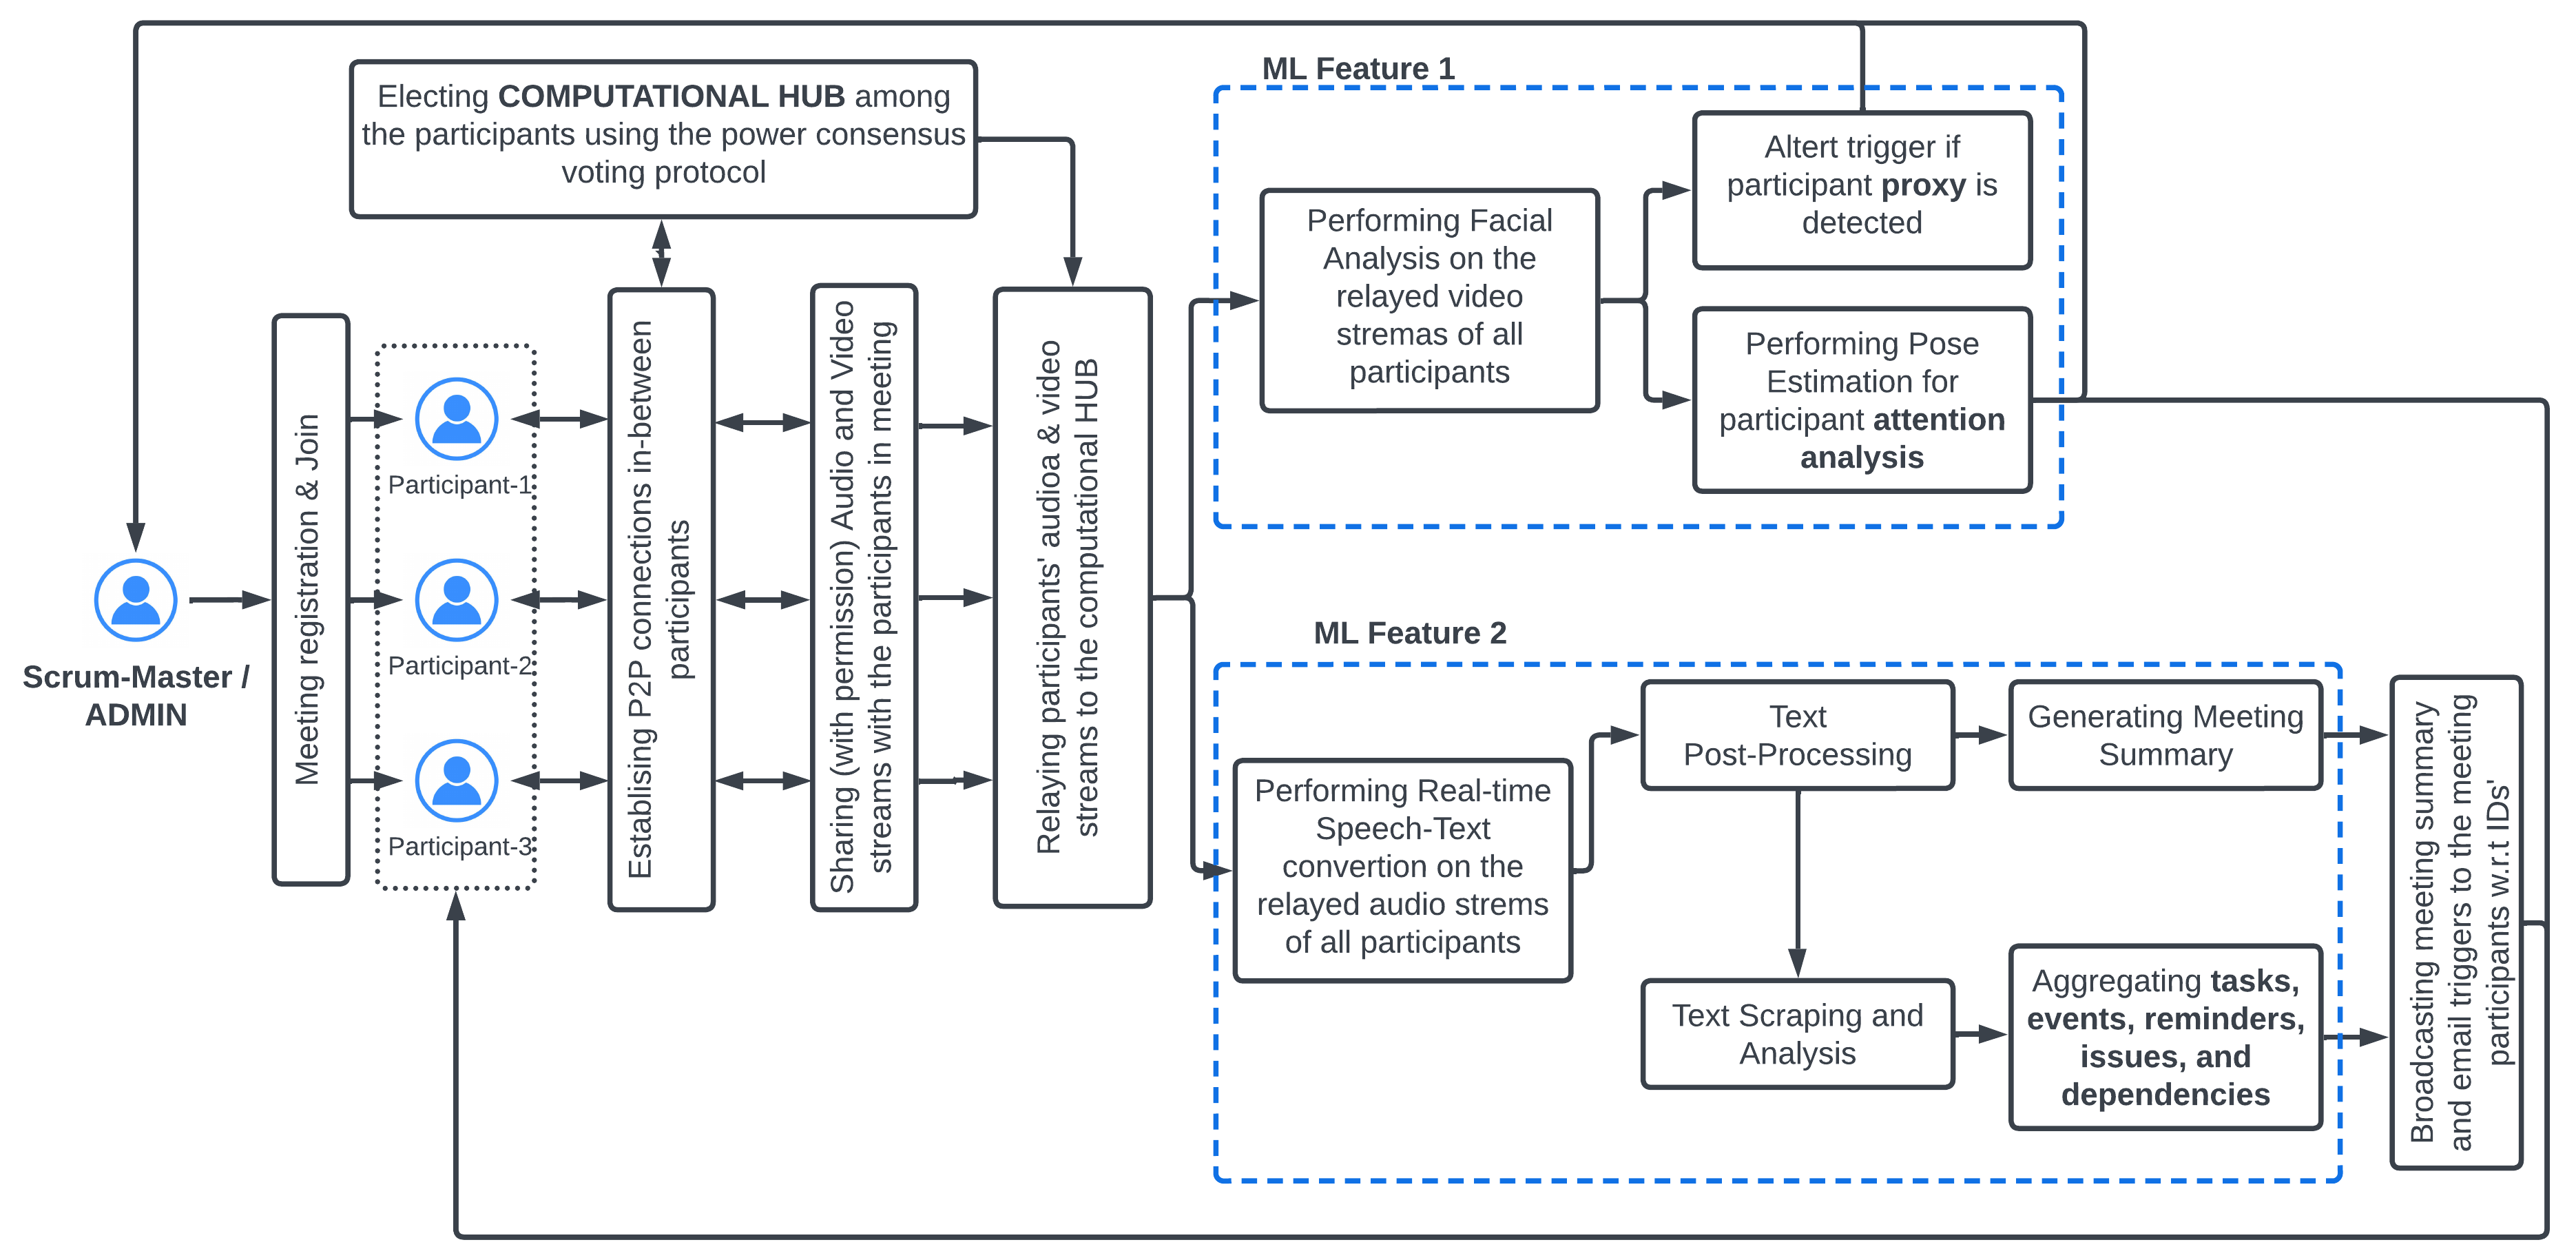 Electing COMPUTATIONAL HUB among
the participants using the power consensus
voting protocol
Scrum-Master /
ADMIN
Meeting registration & Join
Participant-1
Participant-2
Participant-3
Establising P2P connections in-between
participants
Sharing (with permission) Audio and Video
streams with the participants in meeting
Relaying participants' audioa & video
streams to the computational HUB
ML Feature 1
Performing Facial
Analysis on the
relayed video
stremas of all
participants
Altert trigger if
participant proxy is
detected
Performing Pose
Estimation for
participant attention
analysis
ML Feature 2
Performing Real-time
Speech-Text
convertion on the
relayed audio strems
of all participants
Text
Post-Processing
Generating Meeting
Summary
Text Scraping and
Analysis
Aggregating tasks,
events, reminders,
issues, and
dependencies
Broadcasting meeting summary
and email triggers to the meeting
participants w.r.t IDs'